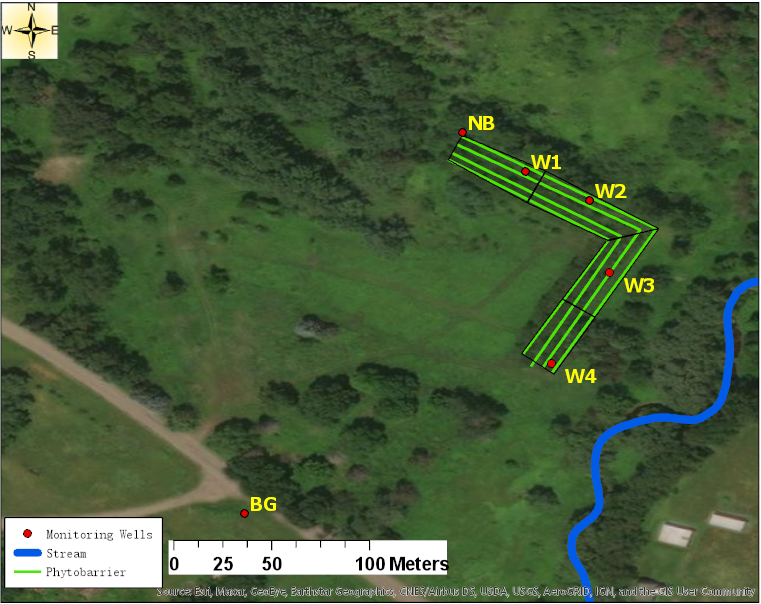 N
W E
S
NB
W1
W2
W3
W4
BG
Monitoring Wells
Stream
Phytobarrier
0 25 50 100 Meters
Source: Esri, Maxar, GeoEye, Earthstar Geographics, CNES/Airbus DS, USDA, USGS, AeroGRID, IGN, and the GIS User Community